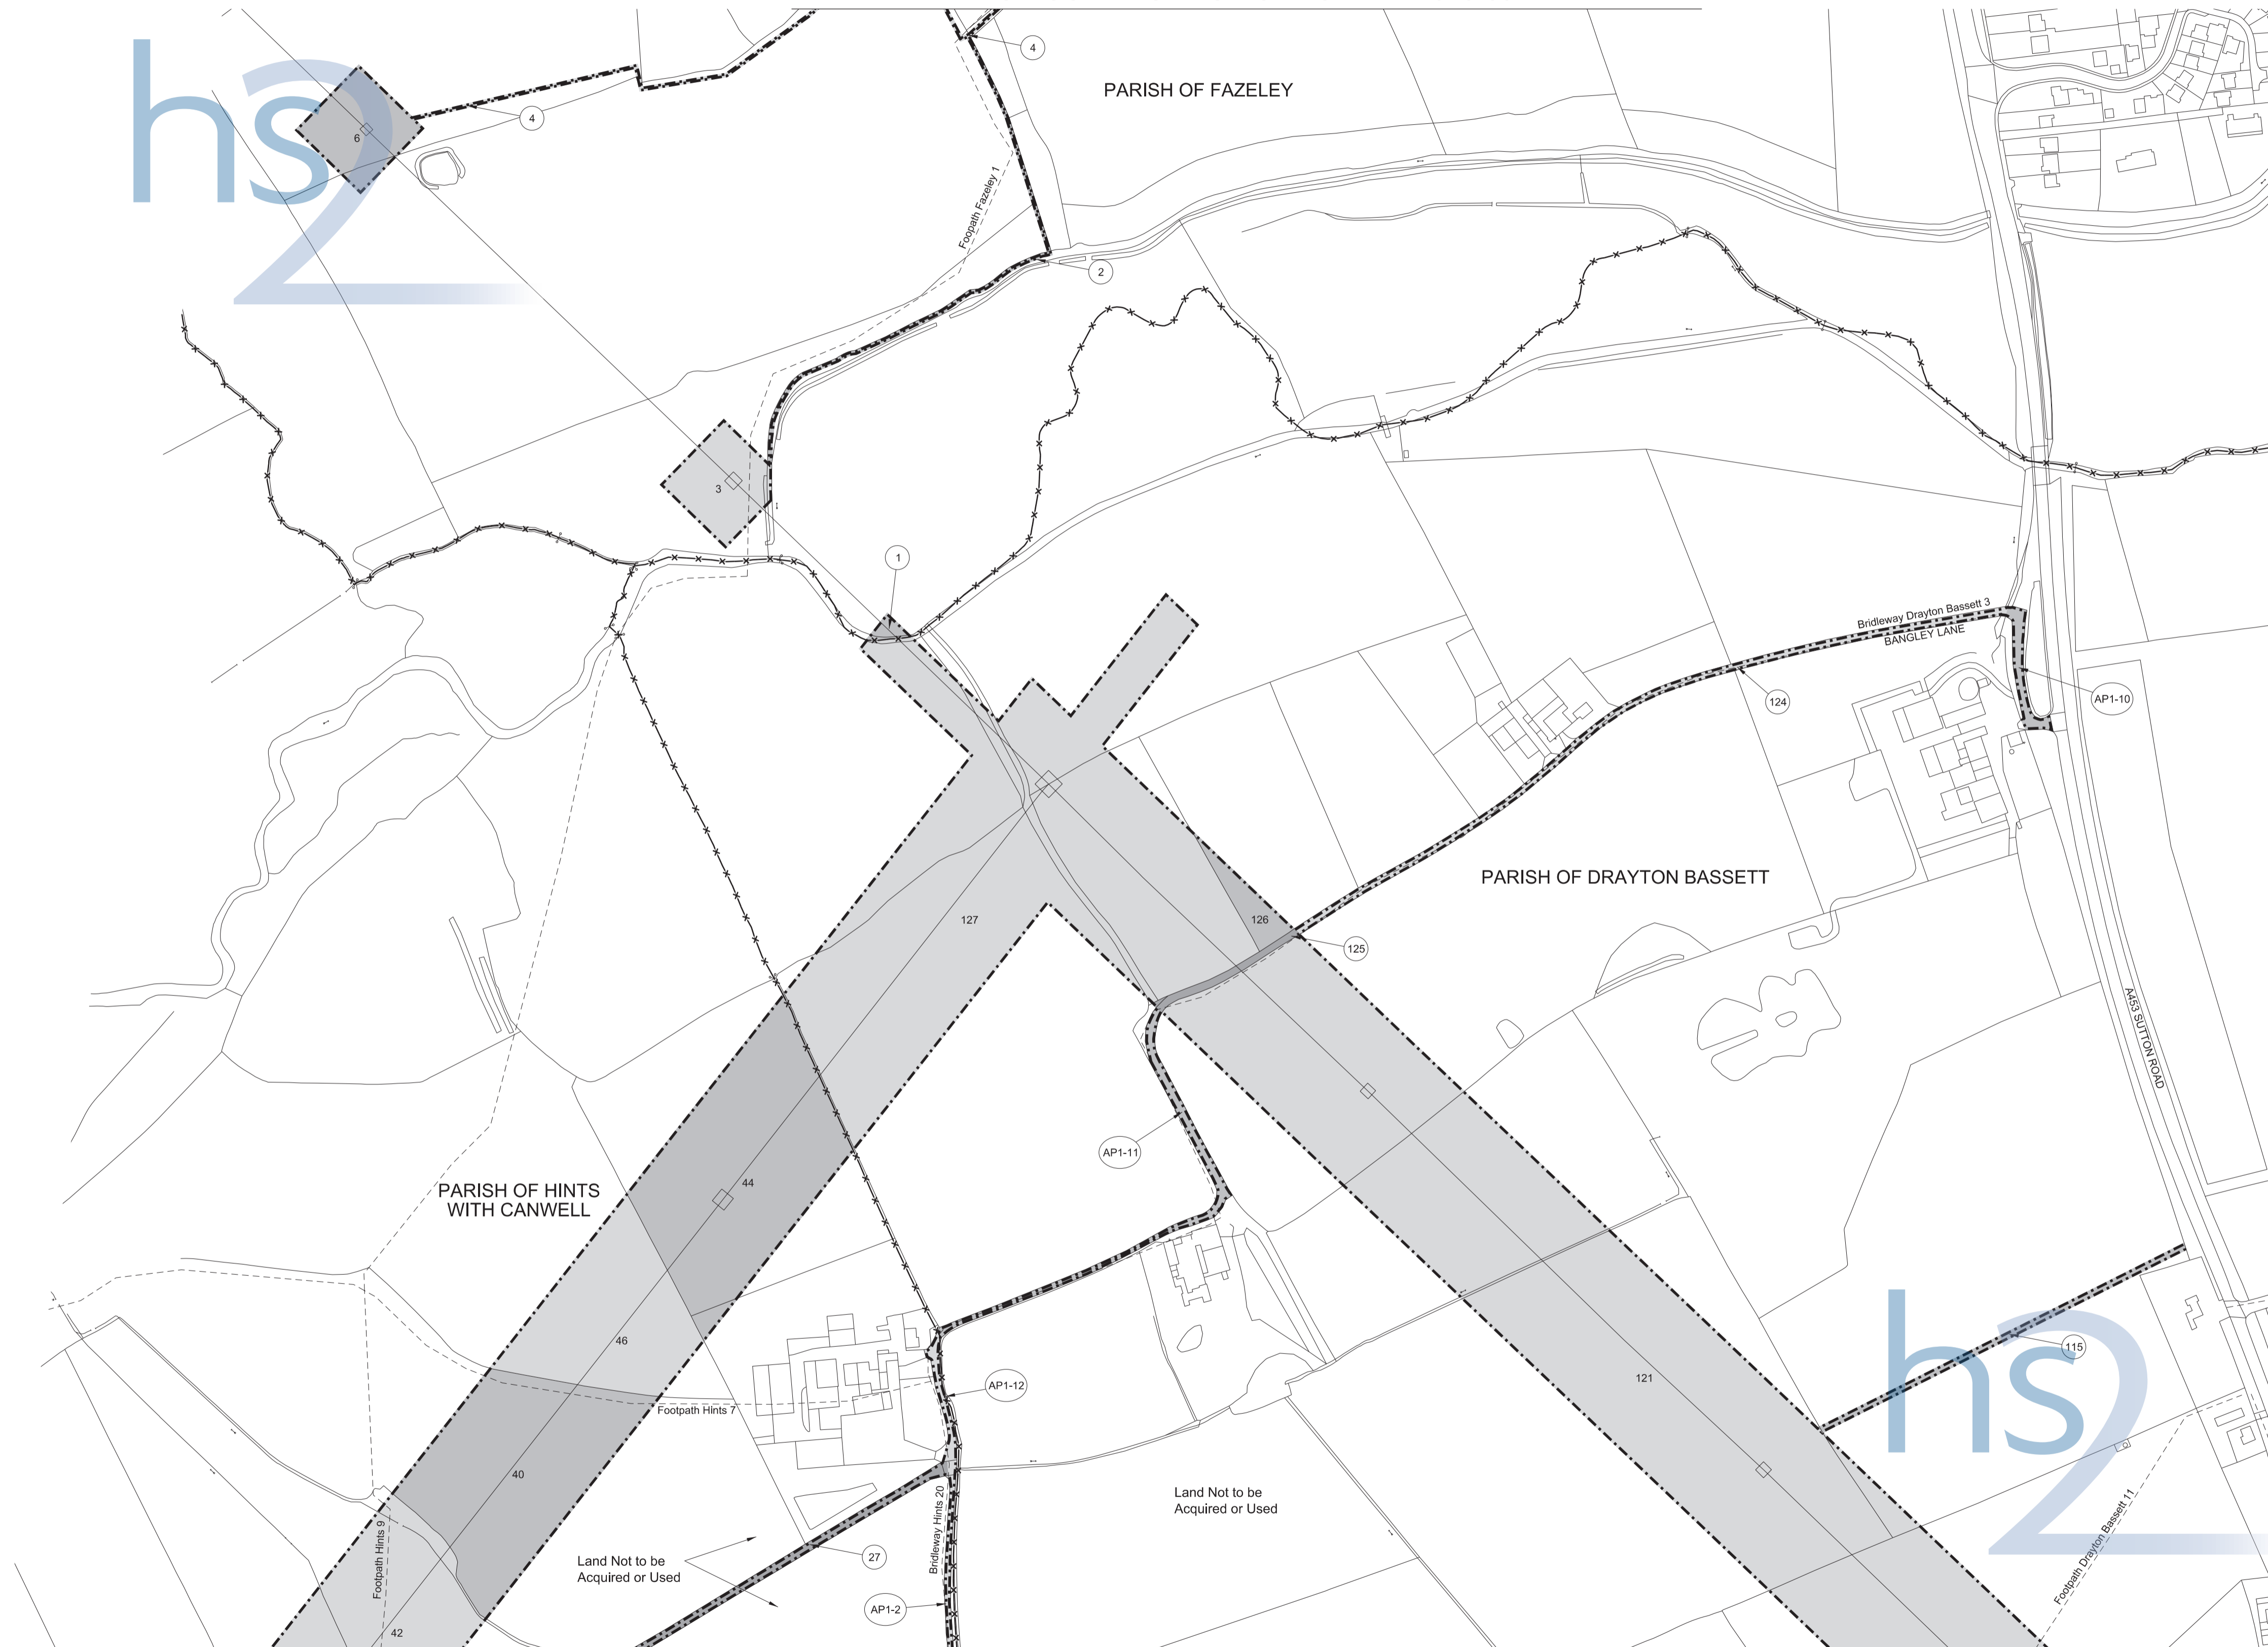 hs2
4
PARISH OF FAZELEY
4
6
Foopath Fazeley 1
2
3
1
Bridleway Drayton Bassett 3
BANGLEY LANE
124
AP1-10
PARISH OF DRAYTON BASSETT
127
126
125
A453 SUTTON ROAD
AP1-11
44
PARISH OF HINTS
WITH CANWELL
46
115
121
AP1-12
Footpath Hints 7
40
Land Not to be
Acquired or Used
Footpath Hints 9
Bridleway Hints 20
27
Land Not to be
Acquired or Used
Footpath Drayton Bassett 11
AP1-2
42
hs2